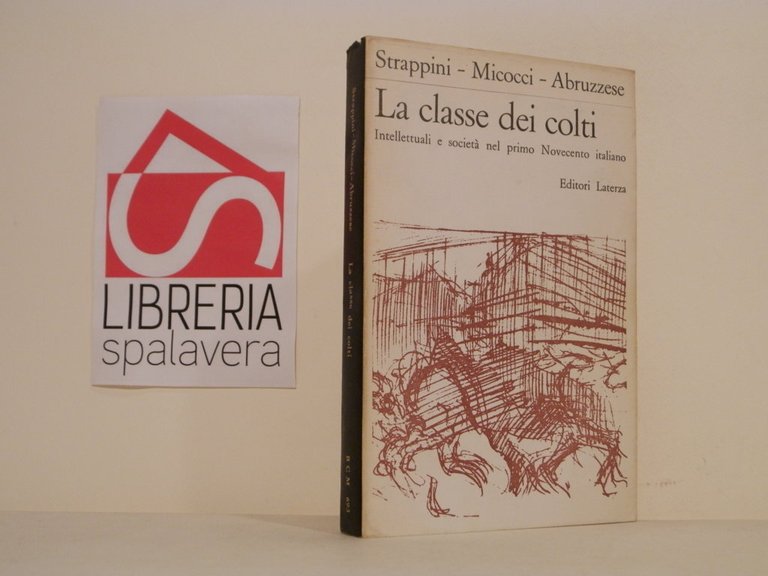 LIBRERIA
spalavera
Strappini - Micocci - Abruzzese
La classe dei colti
Intellettuali e società nel primo Novecento italiano
Editori Laterza
Strappini - Micocci - Abruzzese La classe dei colti B C M 693